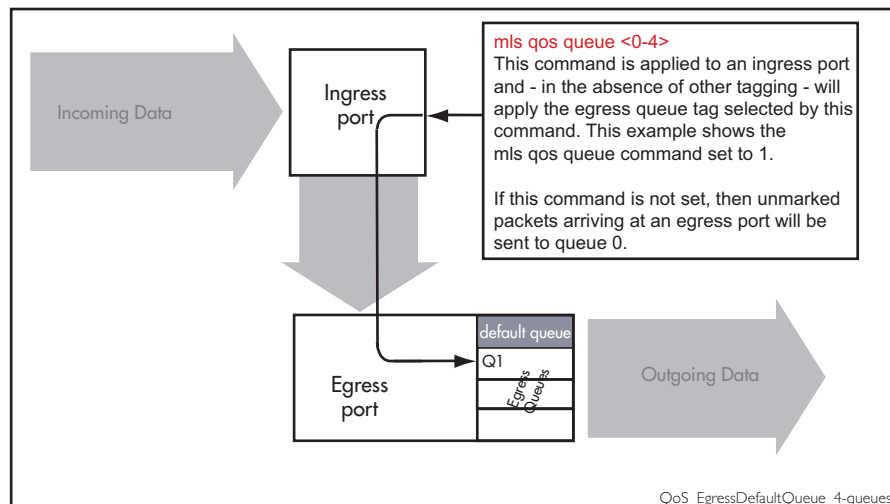 Incoming Data
Ingress
port
mls qos queue <0-4>
This command is applied to an ingress port
and - in the absence of other tagging - will
apply the egress queue tag selected by this
command. This example shows the
mls qos queue command set to 1.
If this command is not set, then unmarked
packets arriving at an egress port will be
sent to queue 0.
default queue
Q1
Egress
Queues
Egress
port
Outgoing Data
QoS_EgressDefaultQueue_4-queues